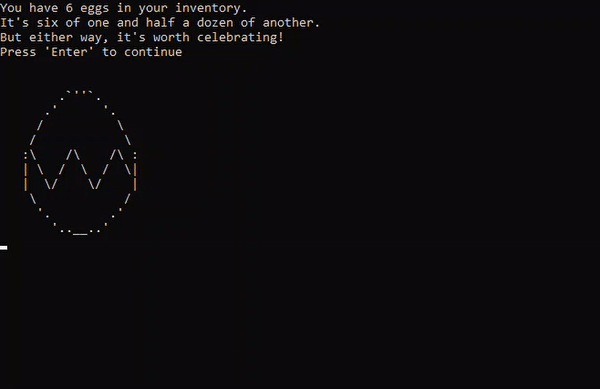 You have 6 eggs in your inventory.
It's six of one and half a dozen of another.
But either way, it's worth celebrating!
Press 'Enter' to continue